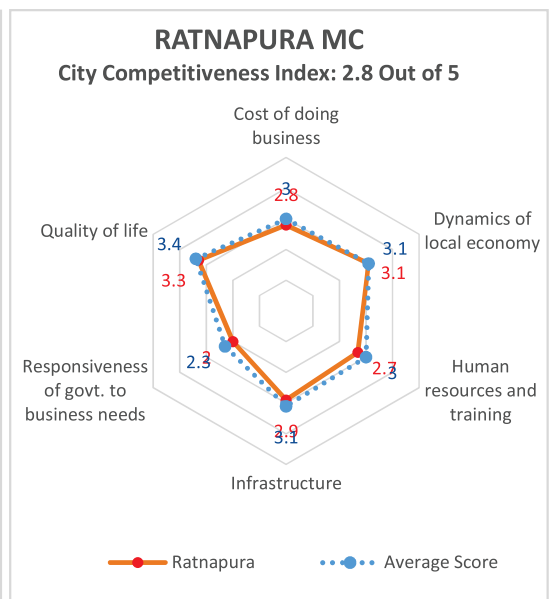 RATNAPURA MC
City Competitiveness Index: 2.8 Out of 5
Cost of doing
business
3
2.8
Dynamics of
local economy
3.1
3.1
Quality of life
3.4
3.3
Responsiveness
of govt. to
business needs
2
2.3
2.7
3
Human
resources and
training
2.9
3.1
Infrastructure
Ratnapura
Average Score